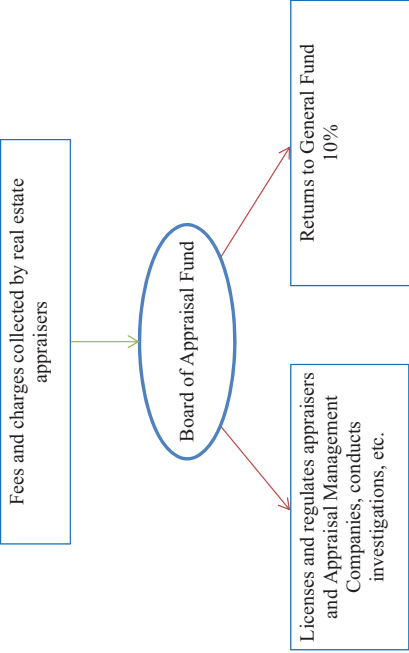 Fees and charges collected by real estate
appraisers
Board of Appraisal Fund
Licenses and regulates appraisers
and Appraisal Management
Companies, conducts
investigations, etc.
Returns to General Fund
10%